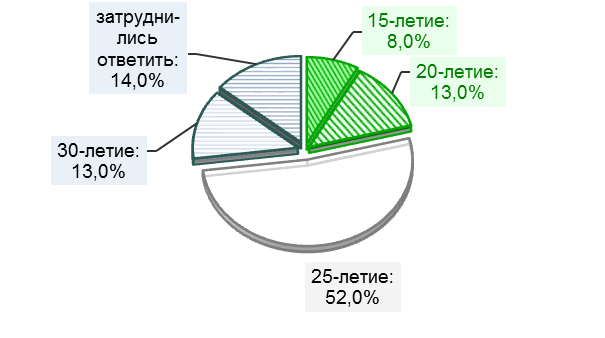 затрудни-
лись
ответить:
14,0%
15-летие:
8,0%
20-летие:
13,0%
30-летие:
13,0%
25-летие:
52,0%